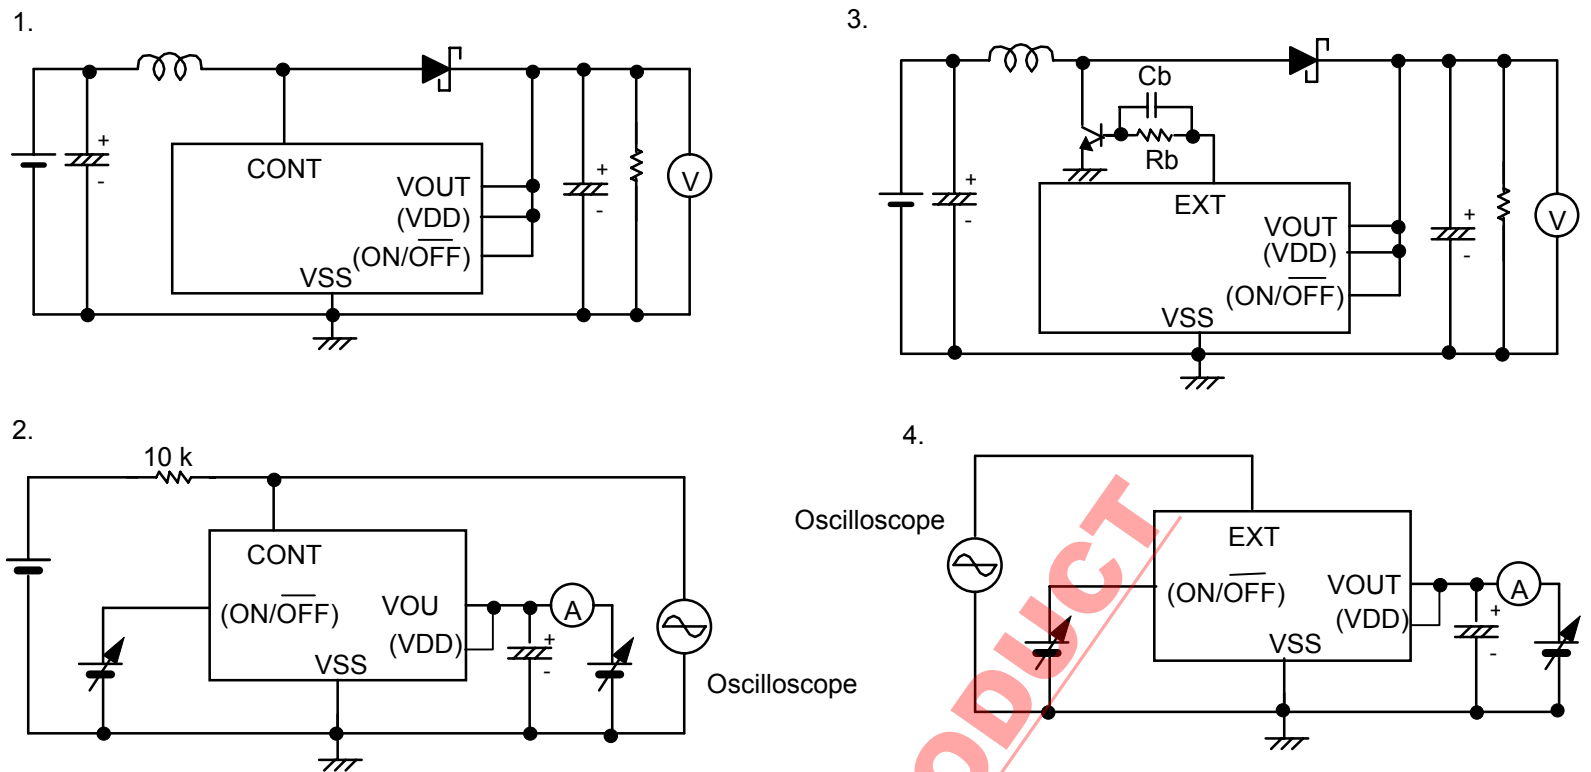 1.
CONT
VOUT
(VDD)
(ON/OFF)
VSS
+
-
+
-
V
3.
Cb
Rb
EXT
VOUT
(VDD)
(ON/OFF)
VSS
+
-
+
-
V
2.
10 k
CONT
(ON/OFF)
VOU
(VDD)
VSS
A
+
-
Oscilloscope
4.
Oscilloscope
EXT
(ON/OFF)
VOUT
(VDD)
VSS
A
+
-
ODUCT